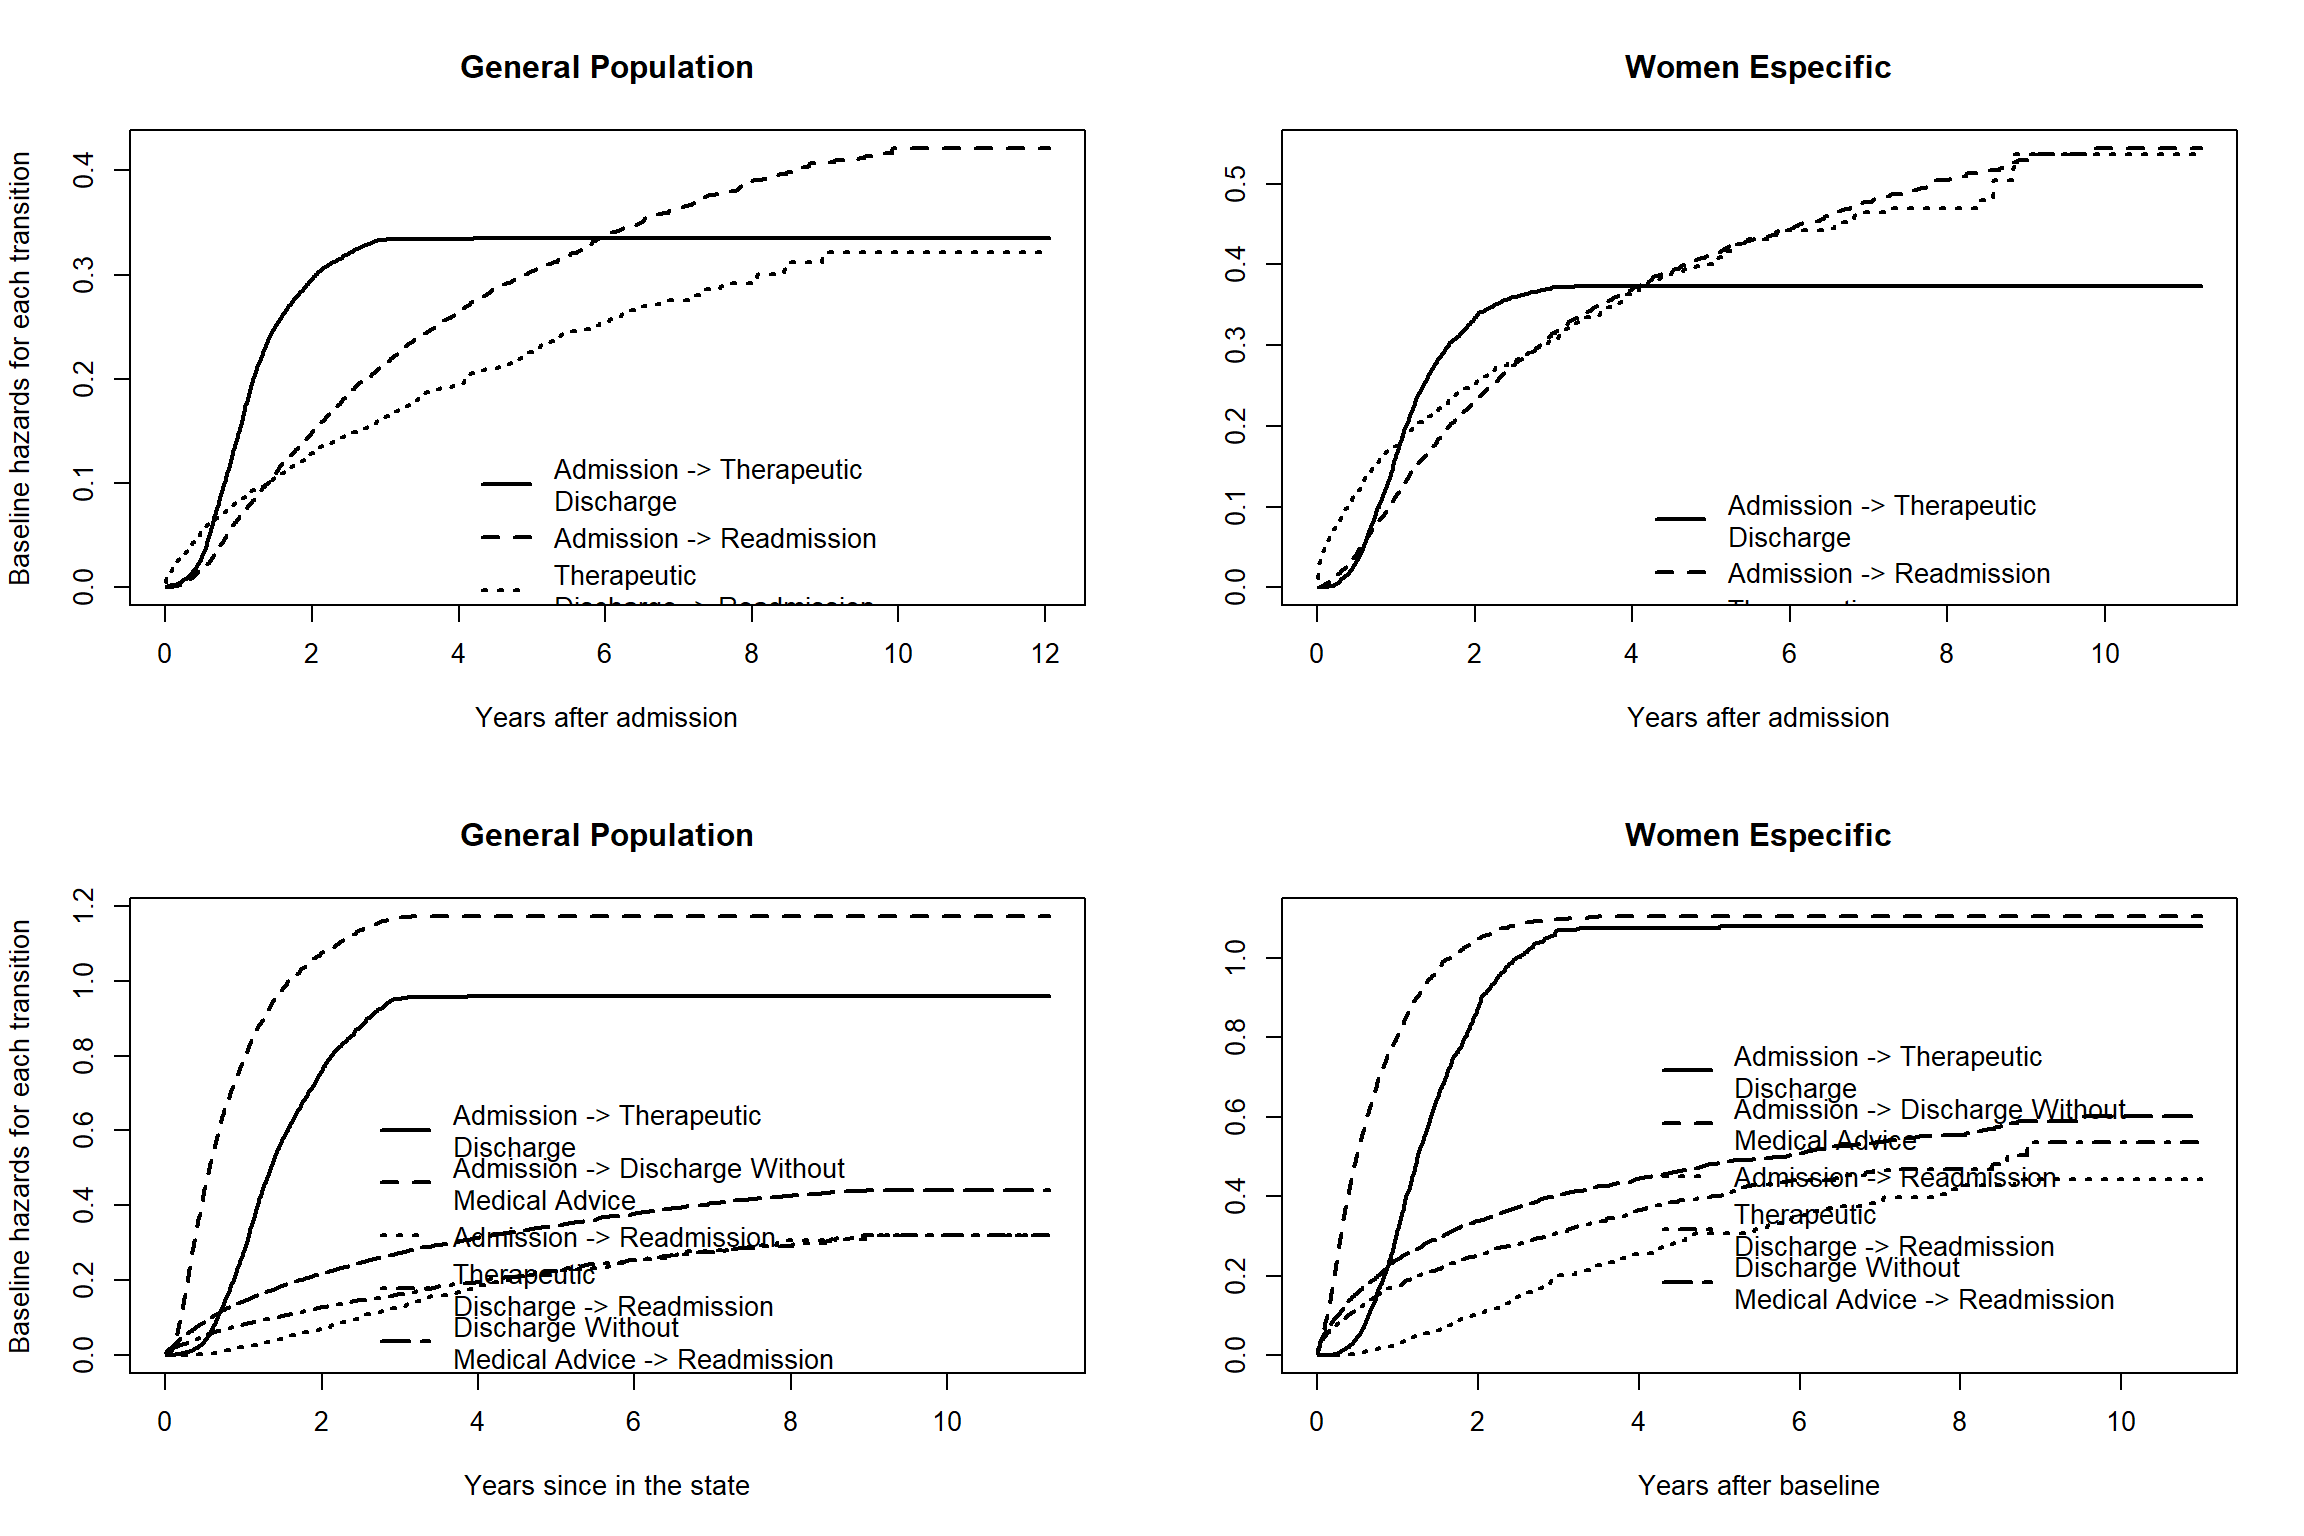 General Population
Baseline hazards for each transition
0.4
0.3
0.2
0.1
0.0
Admission -> Therapeutic
Discharge
Admission -> Readmission
Therapeutic
Discharge -> Readmission
0 2 4 6 8 10 12
Years after admission
Women Especific
0.5
0.4
0.3
0.2
0.1
0.0
Admission -> Therapeutic
Discharge
Admission -> Readmission
Therapeutic
0 2 4 6 8 10
Years after admission
General Population
Baseline hazards for each transition
1.2
1.0
0.8
0.6
0.4
0.2
0.0
Admission -> Therapeutic
Discharge
Admission -> Discharge Without
Medical Advice
Admission -> Readmission
Therapeutic
Discharge -> Readmission
Discharge Without
Medical Advice -> Readmission
0 2 4 6 8 10
Years since in the state
Women Especific
1.0
0.8
0.6
0.4
0.2
0.0
Admission -> Therapeutic
Discharge
Admission -> Discharge Without
Medical Advice
Admission -> Readmission
Therapeutic
Discharge -> Readmission
Discharge Without
Medical Advice -> Readmission
0 2 4 6 8 10
Years after baseline